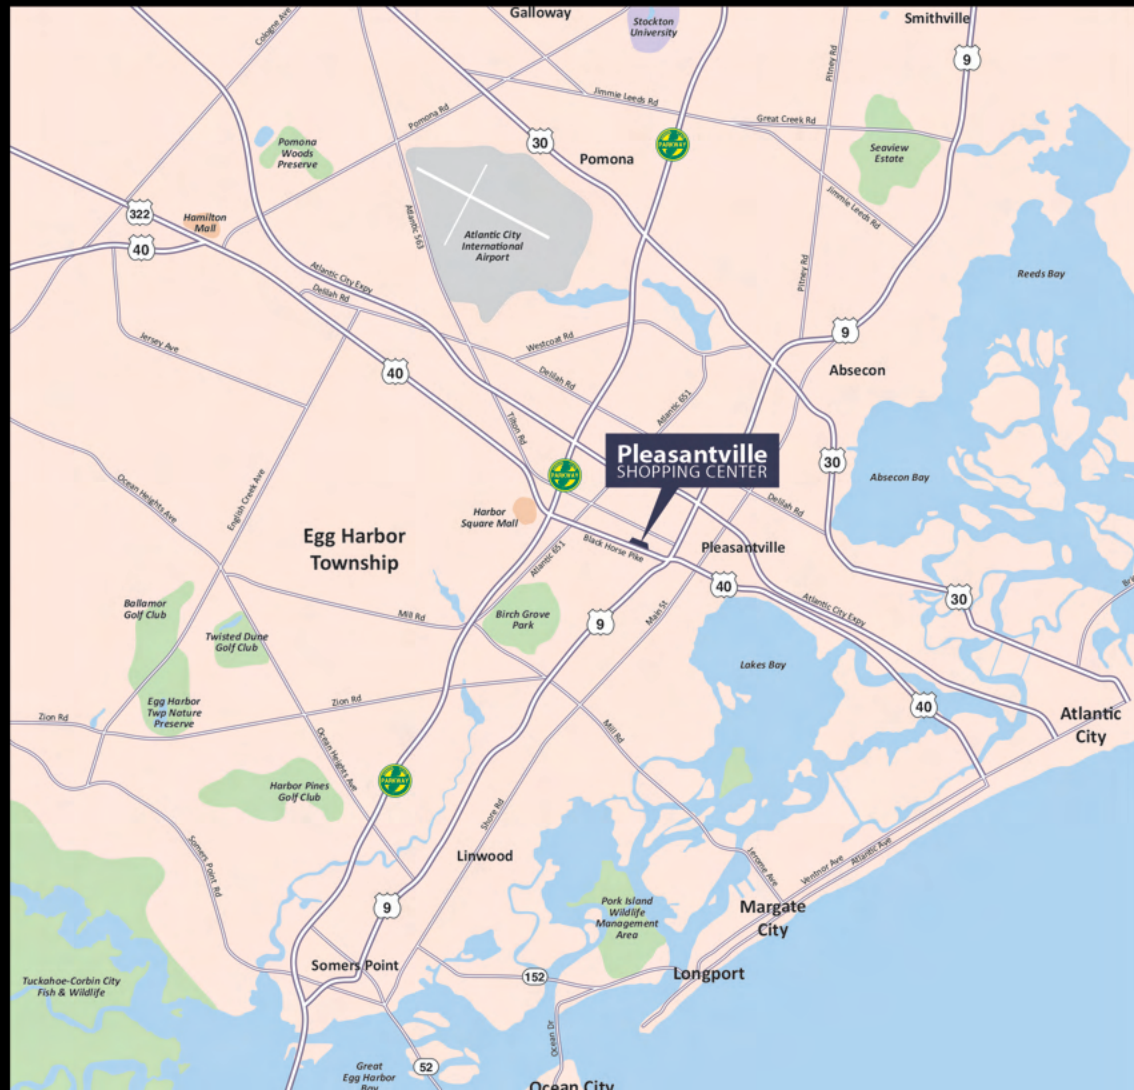 Galloway
Stockton
University
Smithville
Cologne Ave
9
Pitney Rd
Jimmie Leeds Rd
Pomona Rd
Great Creek Rd
30
PARKWAY
Pomona
Woods
Preserve
Pomona
Seaview
Estate
Jimmie Leeds Rd
322
Hamilton
Mall
Atlantic 563
40
Atlantic City
International
Airport
Pitney Rd
Reeds Bay
Atlantic City Expy
Delilah Rd
Jersey Ave
Westcoat Rd
9
Absecon
40
Delilah Rd
Atlantic 651
Tilton Rd
Pleasantville
SHOPPING CENTER
PARKWAY
30
Absecon Bay
Ocean Heights Ave
English Creek Ave
Harbor
Square Mall
Delilah Rd
Egg Harbor
Township
Black Horse Pike
Pleasantville
Atlantic 651
40
Atlantic City Expy
30
Ballamor
Golf Club
Mill Rd
Birch Grove
Park
9
Main St
Twisted Dune
Golf Club
Lakes Bay
Egg Harbor
Twp Nature
Preserve
Zion Rd
Zion Rd
40
Atlantic
City
Ocean Heights Ave
Mill Rd
PARKWAY
Harbor Pines
Golf Club
Shore Rd
Somers Point Rd
Linwood
Jerome Ave
Ventnor Ave
Atlantic Ave
9
Pork Island
Wildlife
Management
Area
Margate
City
Somers Point
152
Longport
Tuckahoe-Corbin City
Fish & Wildlife
Ocean Dr
52
Great
Egg Harbor
Bay
Ocean City